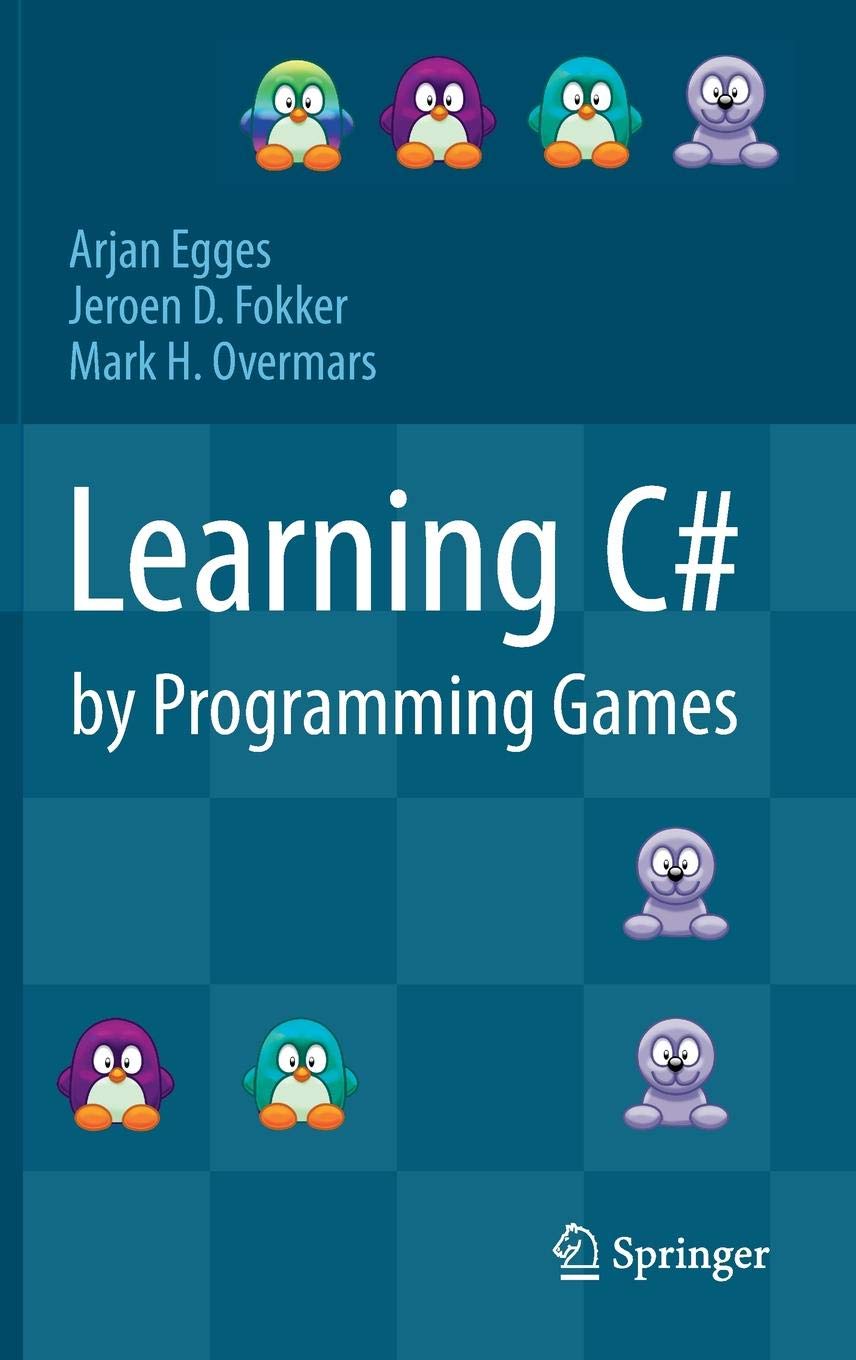 Arjan Egges
Jeroen D. Fokker
Mark H. Overmars
Learning C#
by Programming Games
Springer